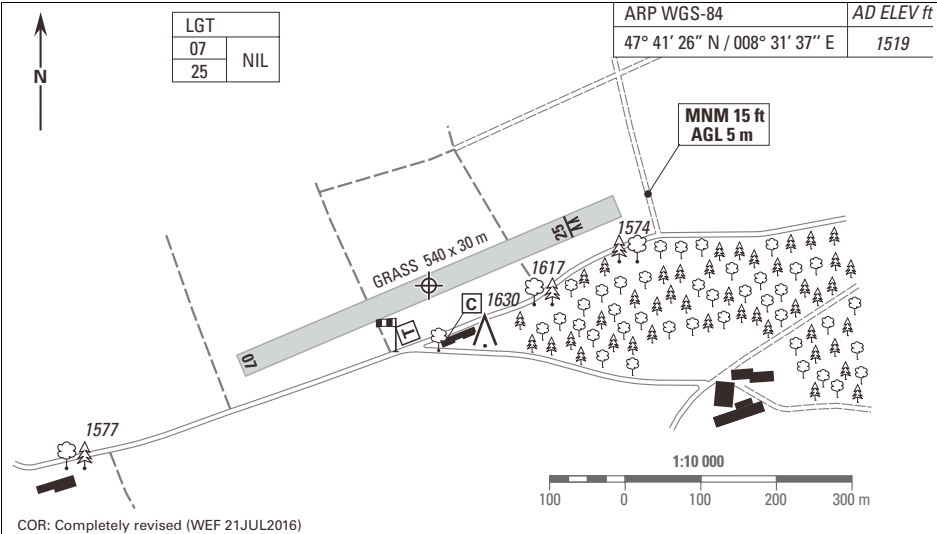 LGT
07
25
NIL
ARP WGS-84
AD ELEV ft
47° 41' 26" N / 008° 31' 37'' E
1519
N
MNM 15 ft
AGL 5 m
1574
25
GRASS 540 x 30 m
1617
1630
C
T
07
1577
1:10 000
100 0 100 200 300 m
COR: Completely revised (WEF 21JUL2016)